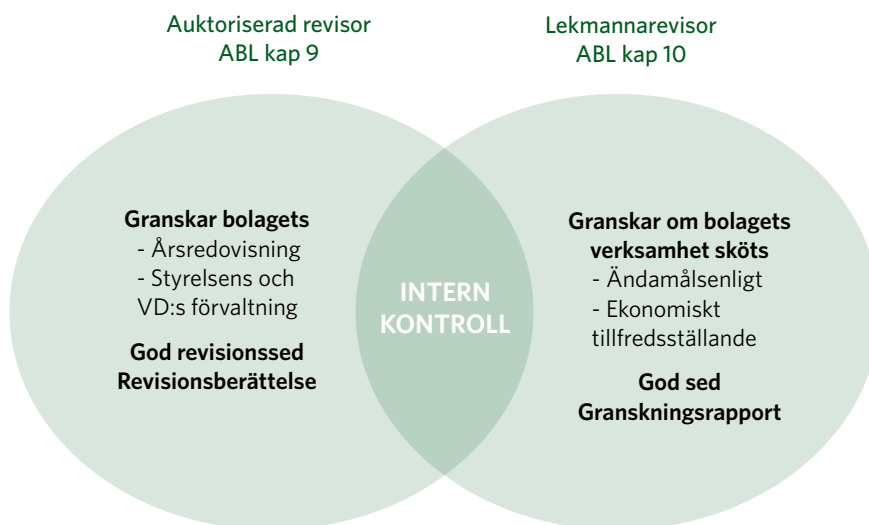 Auktoriserad revisor
ABL kap 9
Lekmannarevisor
ABL kap 10
Granskar bolagets
- Årsredovisning
- Styrelsens och
VD:s förvaltning
God revisionssed
Revisionsberättelse
INTERN
KONTROLL
Granskar om bolagets
verksamhet sköts
- Ändamålsenligt
- Ekonomiskt
tillfredsställande
God sed
Granskningsrapport